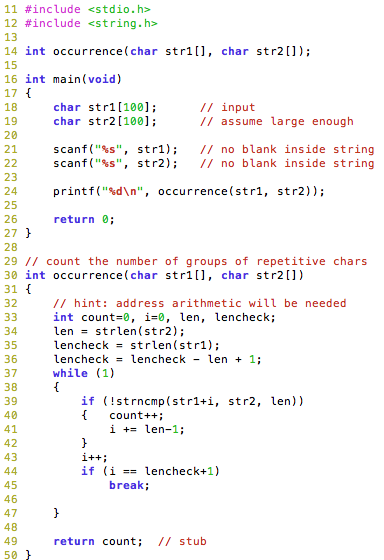 11 #include <stdio.h>
12 #include <string.h>
13
14 int occurrence(char str1[], char str2[]);
15
16 int main(void)
17 {
18     char str1[100];      // input
19     char str2[100];      // assume large enough
20
21     scanf("%s", str1);   // no blank inside string
22     scanf("%s", str2);   // no blank inside string
23
24     printf("%d\n", occurrence(str1, str2));
25
26     return 0;
27 }
28
29 // count the number of groups of repetitive chars
30 int occurrence(char str1[], char str2[])
31 {
32     // hint: address arithmetic will be needed
33     int count=0, i=0, len, lencheck;
34     len = strlen(str2);
35     lencheck = strlen(str1);
36     lencheck = lencheck - len + 1;
37     while (1)
38     {
39         if (!strncmp(str1+i, str2, len))
40         {   count++;
41             i += len-1;
42         }
43         i++;
44         if (i == lencheck+1)
45             break;
46
47     }
48
49     return count;  // stub
50 }